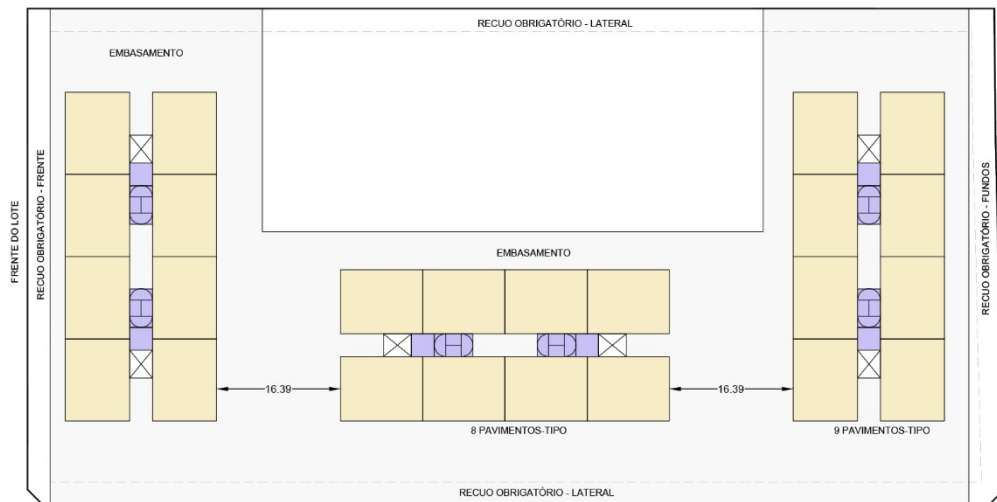 RECUO OBRIGATÓRIO - LATERAL
EMBASAMENTO
FRENTE DO LOTE
RECUO OBRIGATÓRIO - FRENTE
RECUO OBRIGATÓRIO - FUNDOS
EMBASAMENTO
16.39
16.39
8 PAVIMENTOS-TIPO
9 PAVIMENTOS-TIPO
RECUO OBRIGATÓRIO - LATERAL